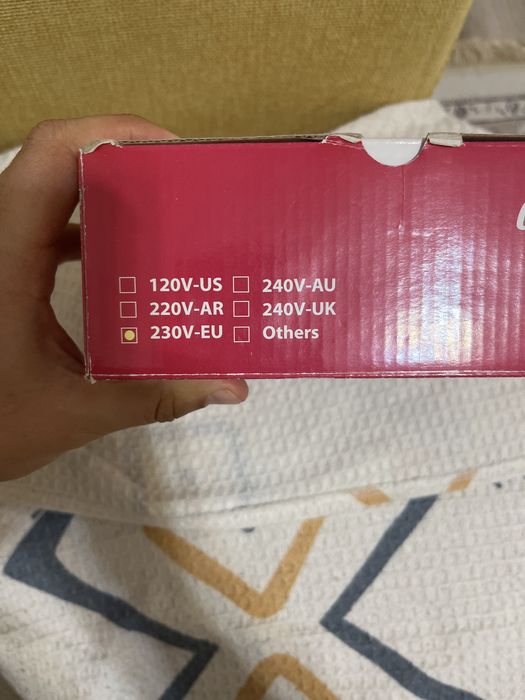 120V-US 240V-AU
220V-AR 240V-UK
230V-EU Others